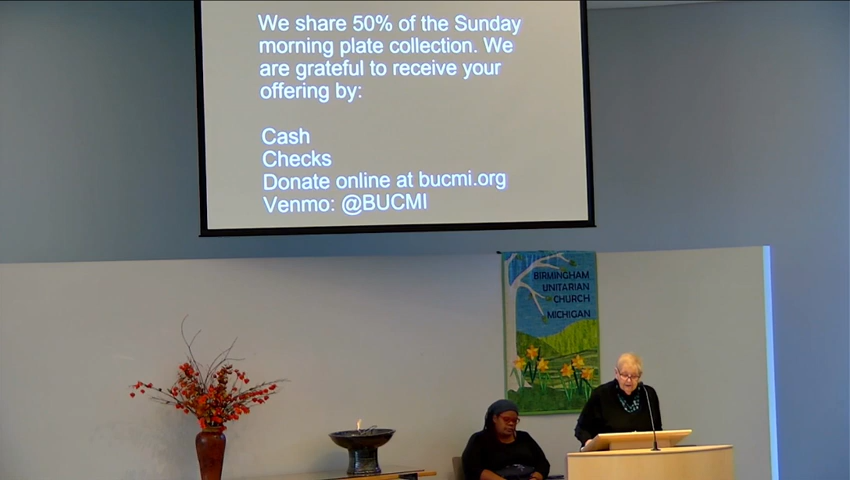 We share 50% of the Sunday
morning plate collection. We
are grateful to receive your
offering by:
Cash
Checks
Donate online at bucmi.org
Venmo: @BUCMI
BIRMINGHAM
UNITARIAN
CHURCH
MICHIGAN